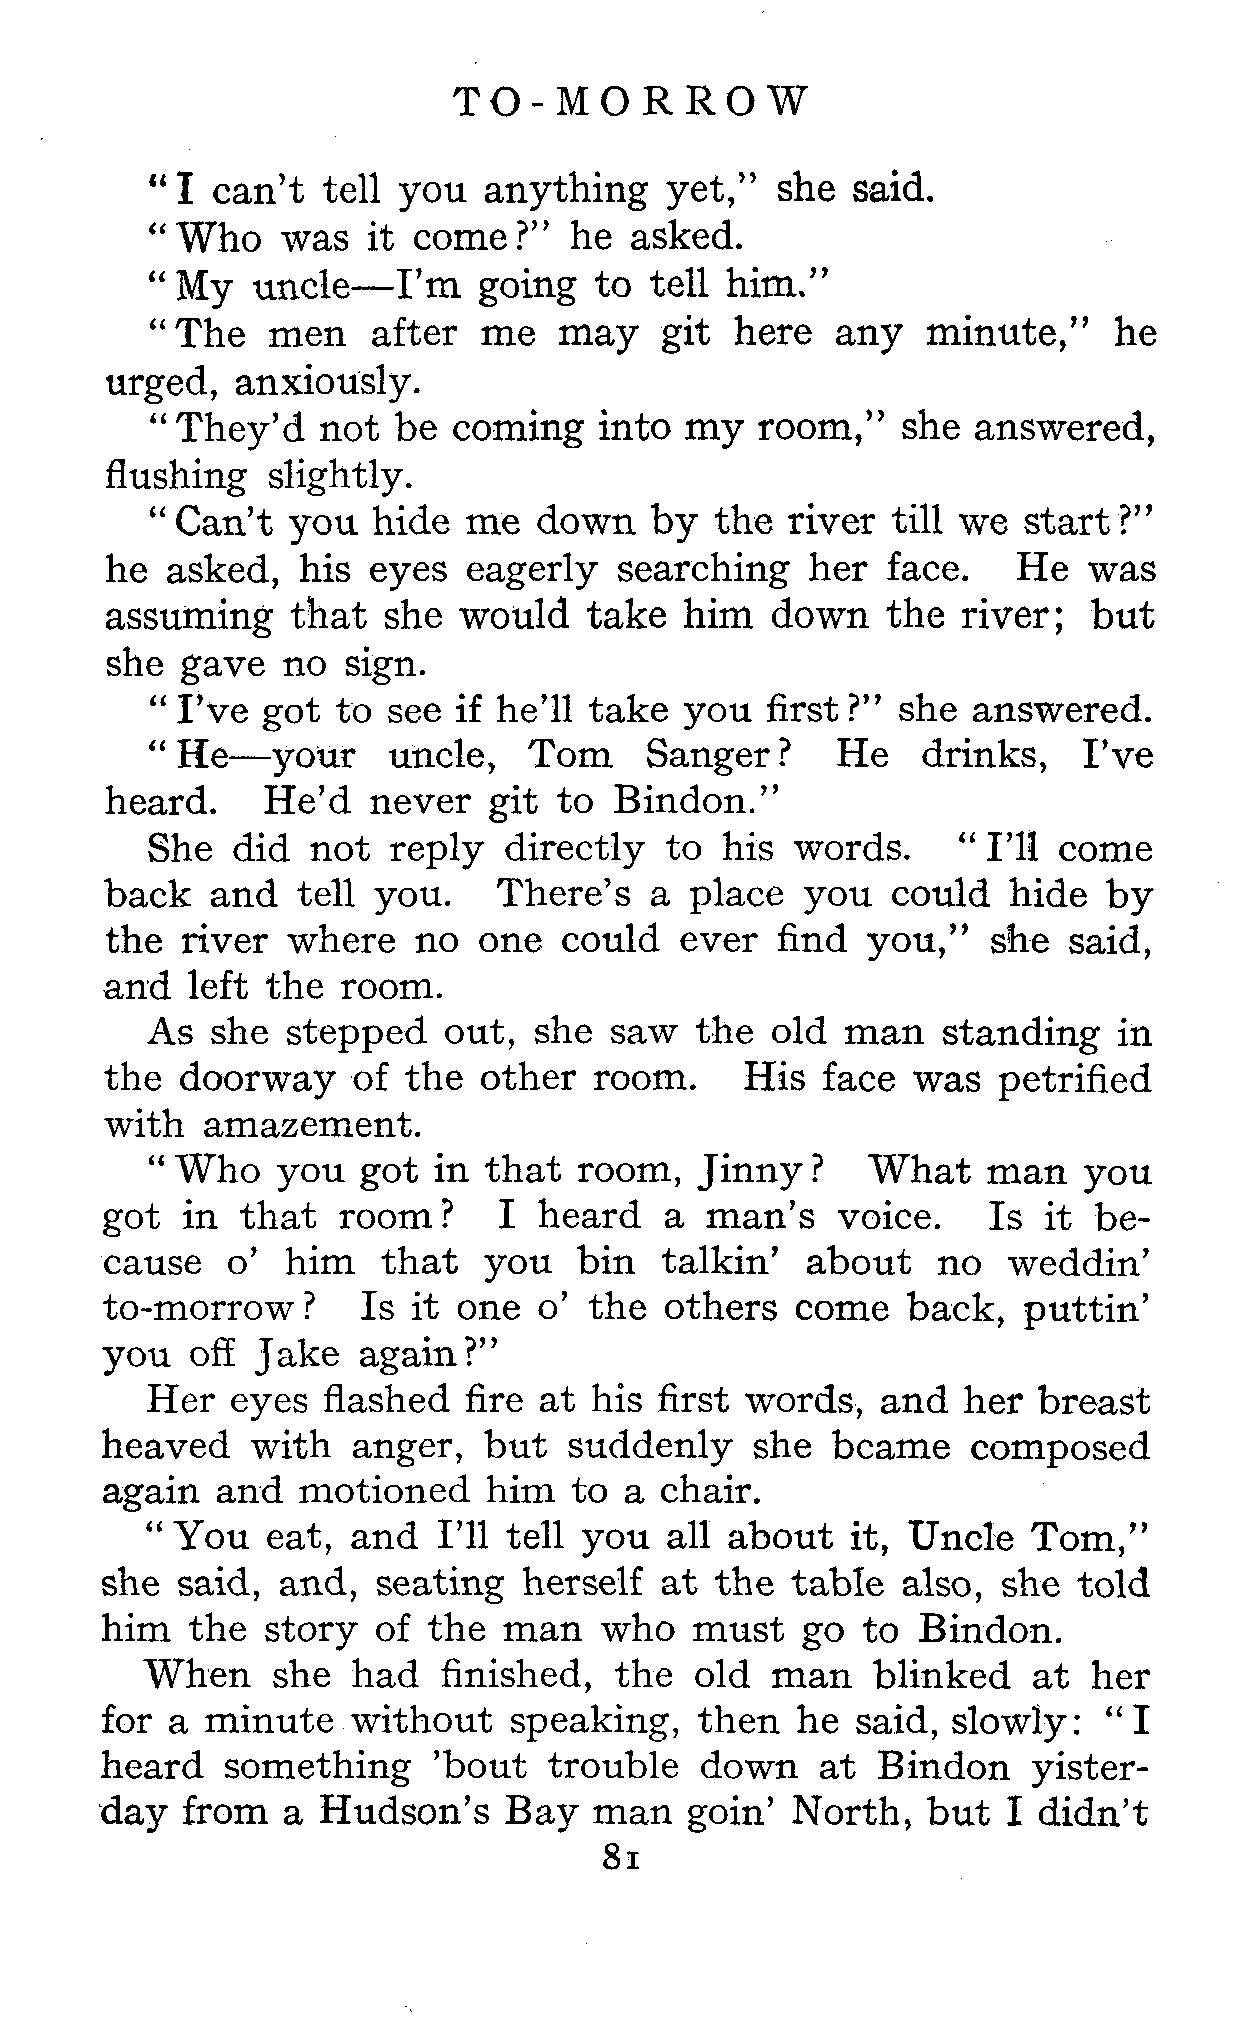 TO-MORROW
"I can't tell you anything yet," she said.
"Who was it come?" he asked.
"My uncle—I'm going to tell him."
"The men after me may git here any minute," he
urged, anxiously.
"They'd not be coming into my room," she answered,
flushing slightly.
"Can't you hide me down by the river till we start?"
he asked, his eyes eagerly searching her face. He was
assuming that she would take him down the river; but
she gave no sign.
"I've got to see if he'll take you first?" she answered.
"He—your uncle, Tom Sanger? He drinks, I've
heard. He'd never git to Bindon."
She did not reply directly to his words. "I'll come
back and tell you. There's a place you could hide by
the river where no one could ever find you," she said,
and left the room.
As she stepped out, she saw the old man standing in
the doorway of the other room. His face was petrified
with amazement.
"Who you got in that room, Jinny? What man you
got in that room? I heard a man's voice. Is it be-
cause o' him that you bin talkin' about no weddin'
to-morrow? Is it one o' the others come back, puttin'
you off Jake again?"
Her eyes flashed fire at his first words, and her breast
heaved with anger, but suddenly she bcame composed
again and motioned him to a chair.
"You eat, and I'll tell you all about it, Uncle Tom,"
she said, and, seating herself at the table also, she told
him the story of the man who must go to Bindon.
When she had finished, the old man blinked at her
for a minute without speaking, then he said, slowly: "I
heard something 'bout trouble down at Bindon yister-
day from a Hudson's Bay man goin' North, but I didn't
81